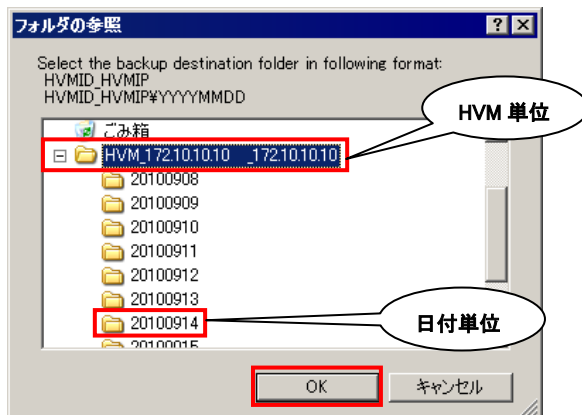 フォルダの参照
Select the backup destination folder in following format:
HVMID_HVMIP
HVMID_HVMIP¥YYYYMMDD
HVM 単位
ごみ箱
HVM_172.10.10.10 _172.10.10.10
20100908
20100909
20100910
20100911
20100912
20100913
20100914
日付単位
20100915
OK
キャンセル